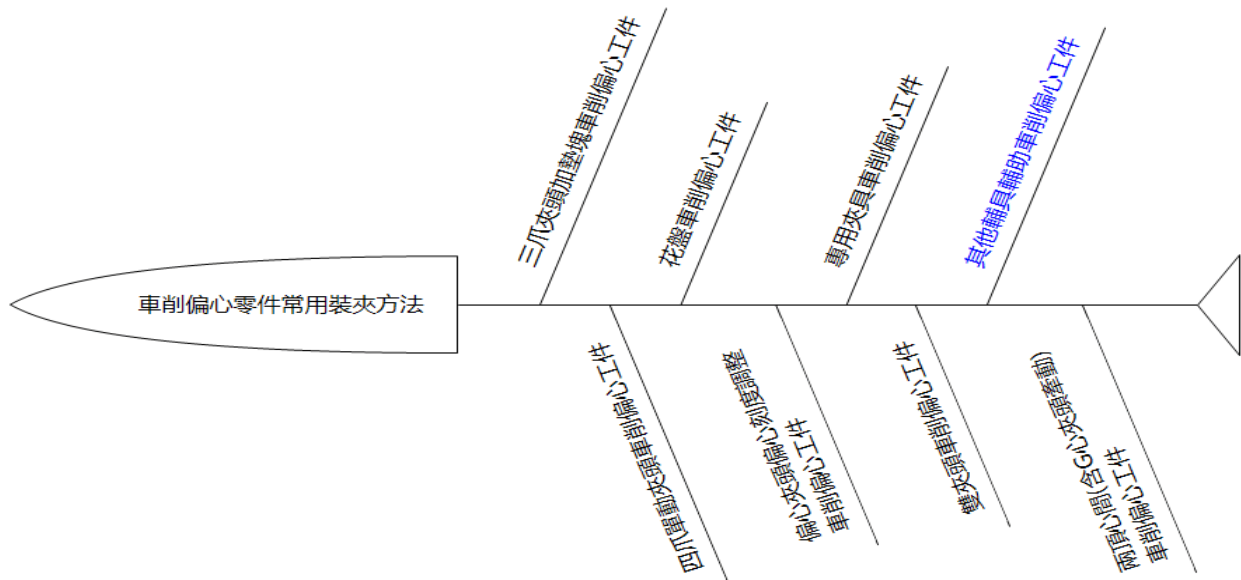 車削偏心零件常用裝夾方法
三爪夾頭加墊塊車削偏心工件
花盤車削偏心工件
專用夾具車削偏心工件
其他輔具輔助車削偏心工件
四爪單動夾頭車削偏心工件
偏心夾頭偏心刻度調整
車削偏心工件
雙夾頭車削偏心工件
兩頂心間(含G心夾頭牽動)
車削偏心工件